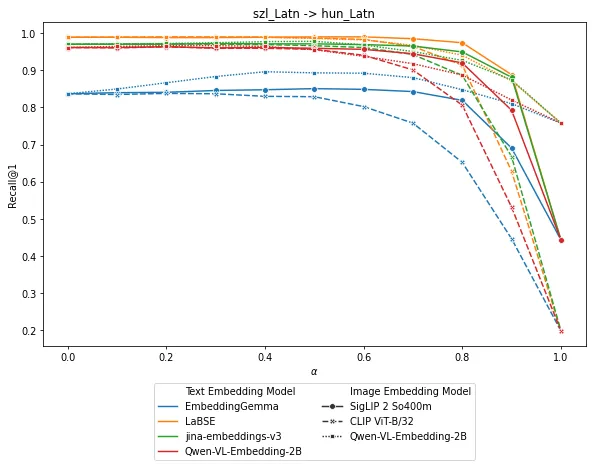 szl_Latn -> hun_Latn
Recall@1
1.0
0.9
0.8
0.7
0.6
0.5
0.4
0.3
0.2
0.0 0.2 0.4 0.6 0.8 1.0
α
Text Embedding Model Image Embedding Model
EmbeddingGemma SigLIP 2 So400m
LaBSE CLIP ViT-B/32
jina-embeddings-v3 Qwen-VL-Embedding-2B
Qwen-VL-Embedding-2B